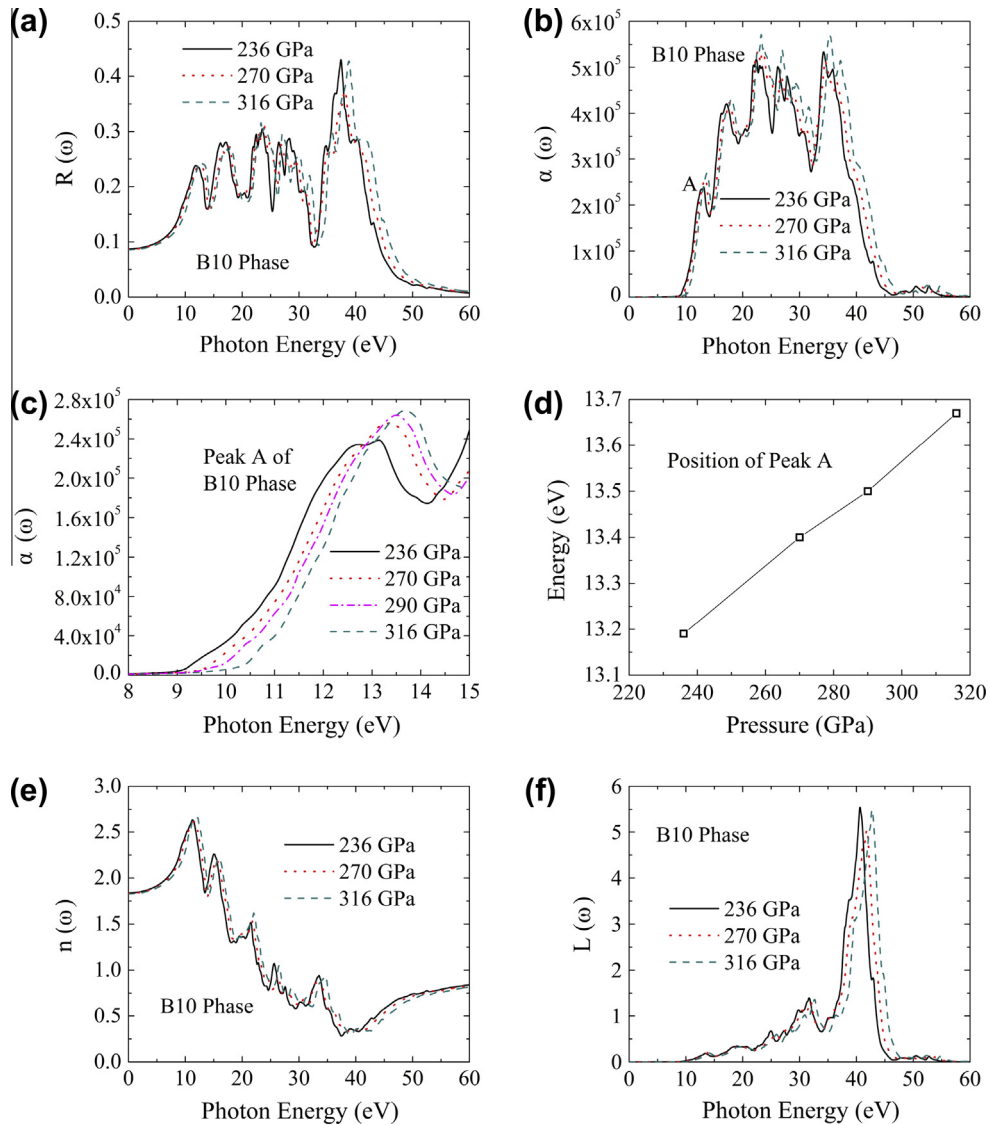 (a)
0.5
0.4
0.3
0.2
0.1
0.0
R (ω)
236 GPa
270 GPa
316 GPa
B10 Phase
0 10 20 30 40 50 60
Photon Energy (eV)
(b)
6x10⁵
5x10⁵
4x10⁵
3x10⁵
2x10⁵
1x10⁵
0
α (ω)
B10 Phase
A
236 GPa
270 GPa
316 GPa
0 10 20 30 40 50 60
Photon Energy (eV)
(c)
2.8x10⁵
2.4x10⁵
2.0x10⁵
1.6x10⁵
1.2x10⁵
8.0x10⁴
4.0x10⁴
0.0
α (ω)
Peak A of
B10 Phase
236 GPa
270 GPa
290 GPa
316 GPa
8 9 10 11 12 13 14 15
Photon Energy (eV)
(d)
13.7
13.6
13.5
13.4
13.3
13.2
13.1
Energy (eV)
Position of Peak A
220 240 260 280 300 320
Pressure (GPa)
(e)
3.0
2.5
2.0
1.5
1.0
0.5
0.0
n (ω)
236 GPa
270 GPa
316 GPa
B10 Phase
0 10 20 30 40 50 60
Photon Energy (eV)
(f)
6
5
4
3
2
1
0
L (ω)
B10 Phase
236 GPa
270 GPa
316 GPa
0 10 20 30 40 50 60
Photon Energy (eV)